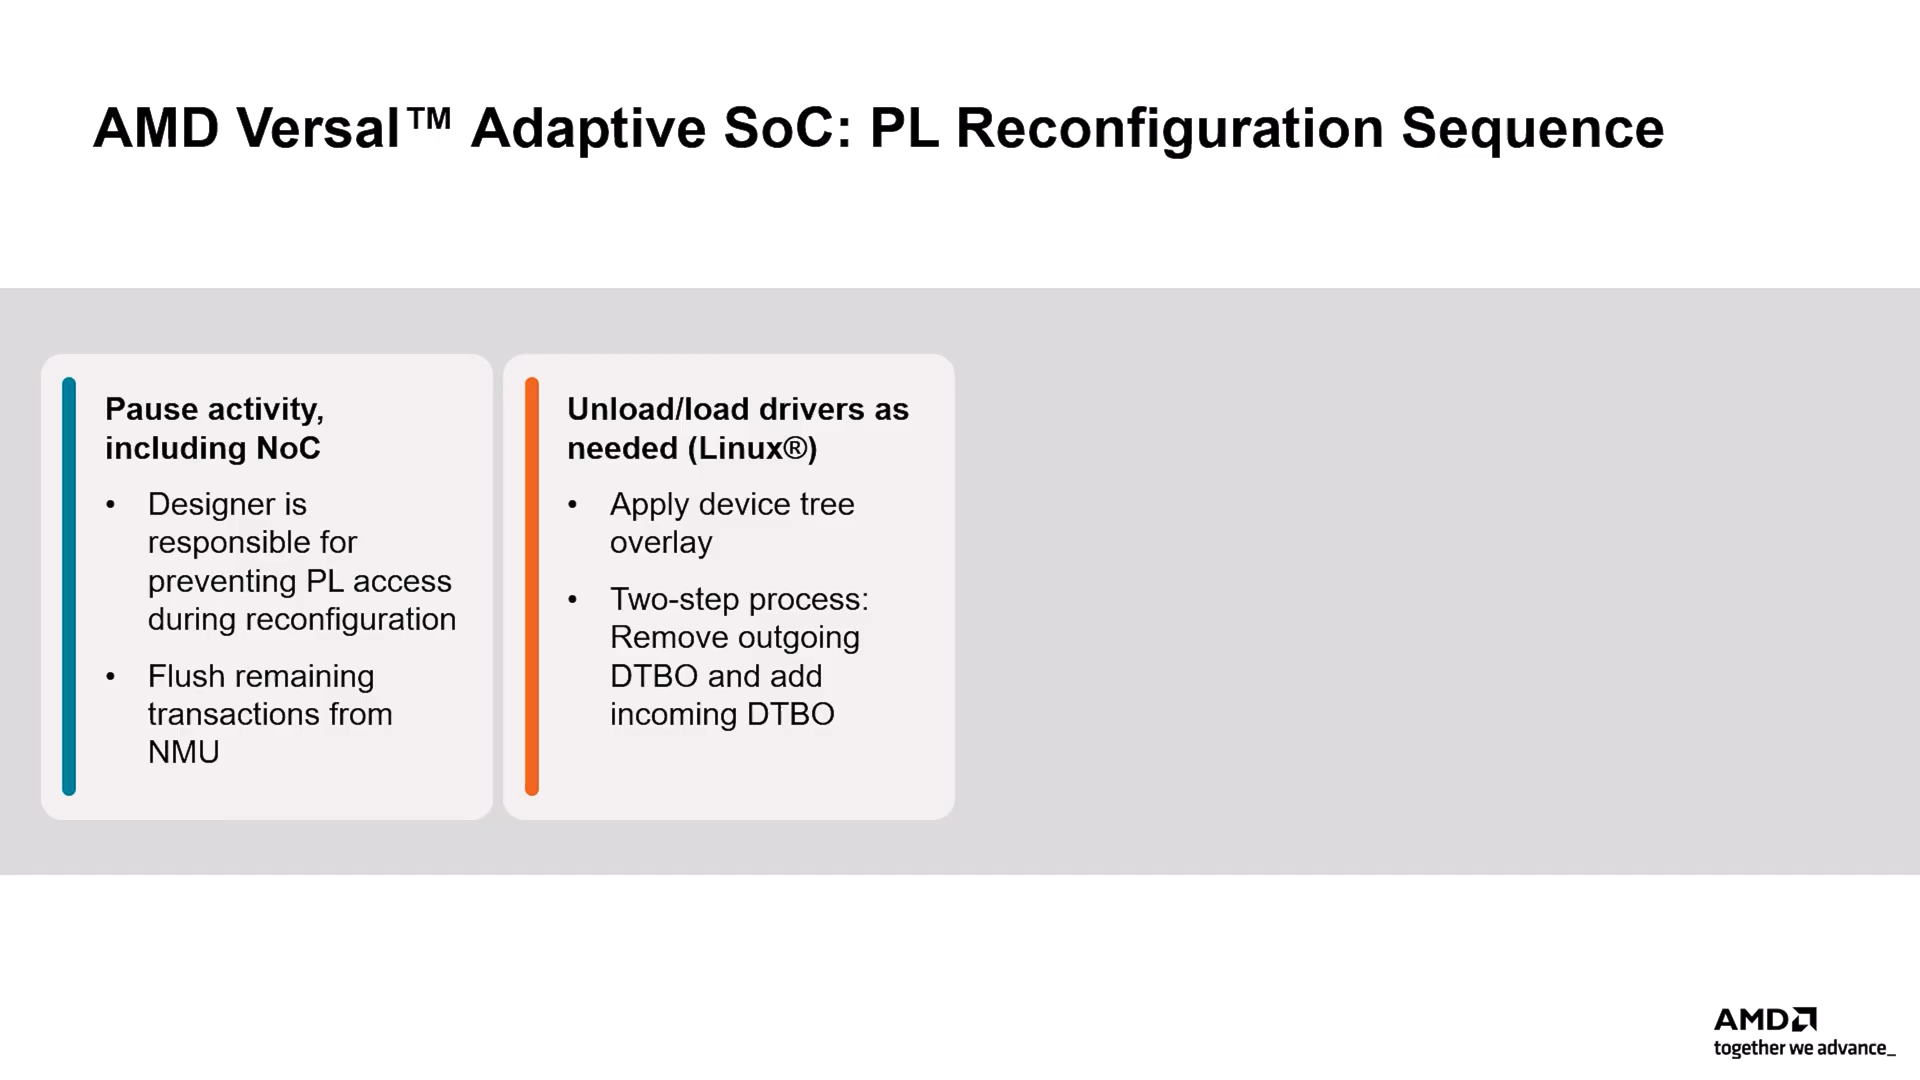 AMD Versal™ Adaptive SoC: PL Reconfiguration Sequence
Pause activity,
including NoC
• Designer is
responsible for
preventing PL access
during reconfiguration
• Flush remaining
transactions from
NMU
Unload/load drivers as
needed (Linux®)
• Apply device tree
overlay
• Two-step process:
Remove outgoing
DTBO and add
incoming DTBO
AMD
together we advance_